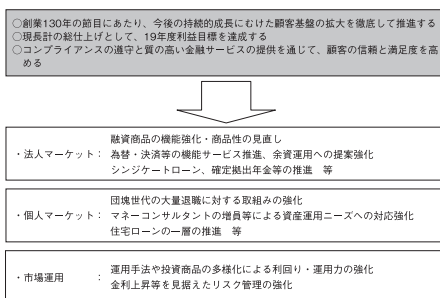 ○創業130年の節目にあたり、今後の持続的成長にむけた顧客基盤の拡大を徹底して推進する
○現長計の総仕上げとして、19年度利益目標を達成する
○コンプライアンスの遵守と質の高い金融サービスの提供を通じて、顧客の信頼と満足度を高
める
融資商品の機能強化・商品性の見直し
・法人マーケット： 為替・決済等の機能サービス推進、余資運用への提案強化
シンジケートローン、確定拠出年金等の推進 等
団塊世代の大量退職に対する取組みの強化
・個人マーケット： マネーコンサルタントの増員等による資産運用ニーズへの対応強化
住宅ローンの一層の推進 等
・市場運用 ： 運用手法や投資商品の多様化による利回り・運用力の強化
金利上昇等を見据えたリスク管理の強化